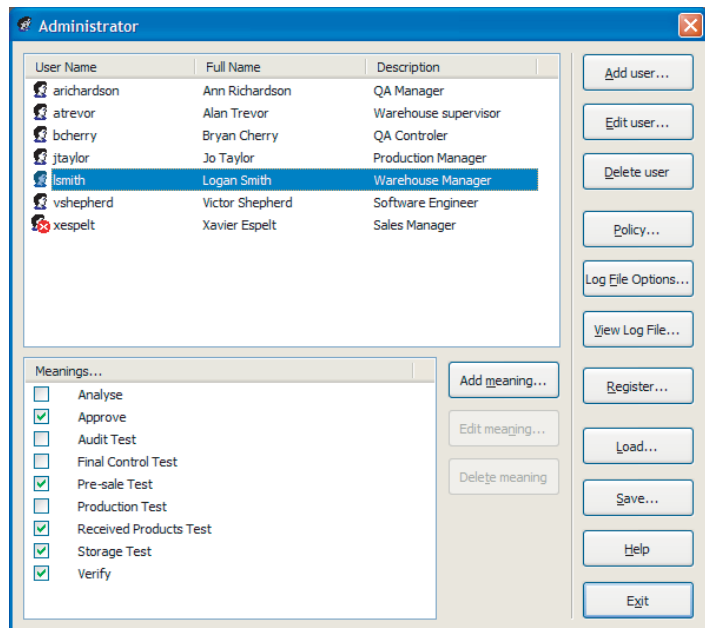 Administrator
User Name Full Name Description
arichardson Ann Richardson QA Manager
atrevor Alan Trevor Warehouse supervisor
bcherry Bryan Cherry QA Controler
jtaylor Jo Taylor Production Manager
lsmith Logan Smith Warehouse Manager
vshepherd Victor Shepherd Software Engineer
xespelt Xavier Espelt Sales Manager
Add user...
Edit user...
Delete user
Policy...
Log File Options...
View Log File...
Register...
Load...
Save...
Help
Exit
Meanings...
Analyse
Approve
Audit Test
Final Control Test
Pre-sale Test
Production Test
Received Products Test
Storage Test
Verify
Add meaning...
Edit meaning...
Delete meaning